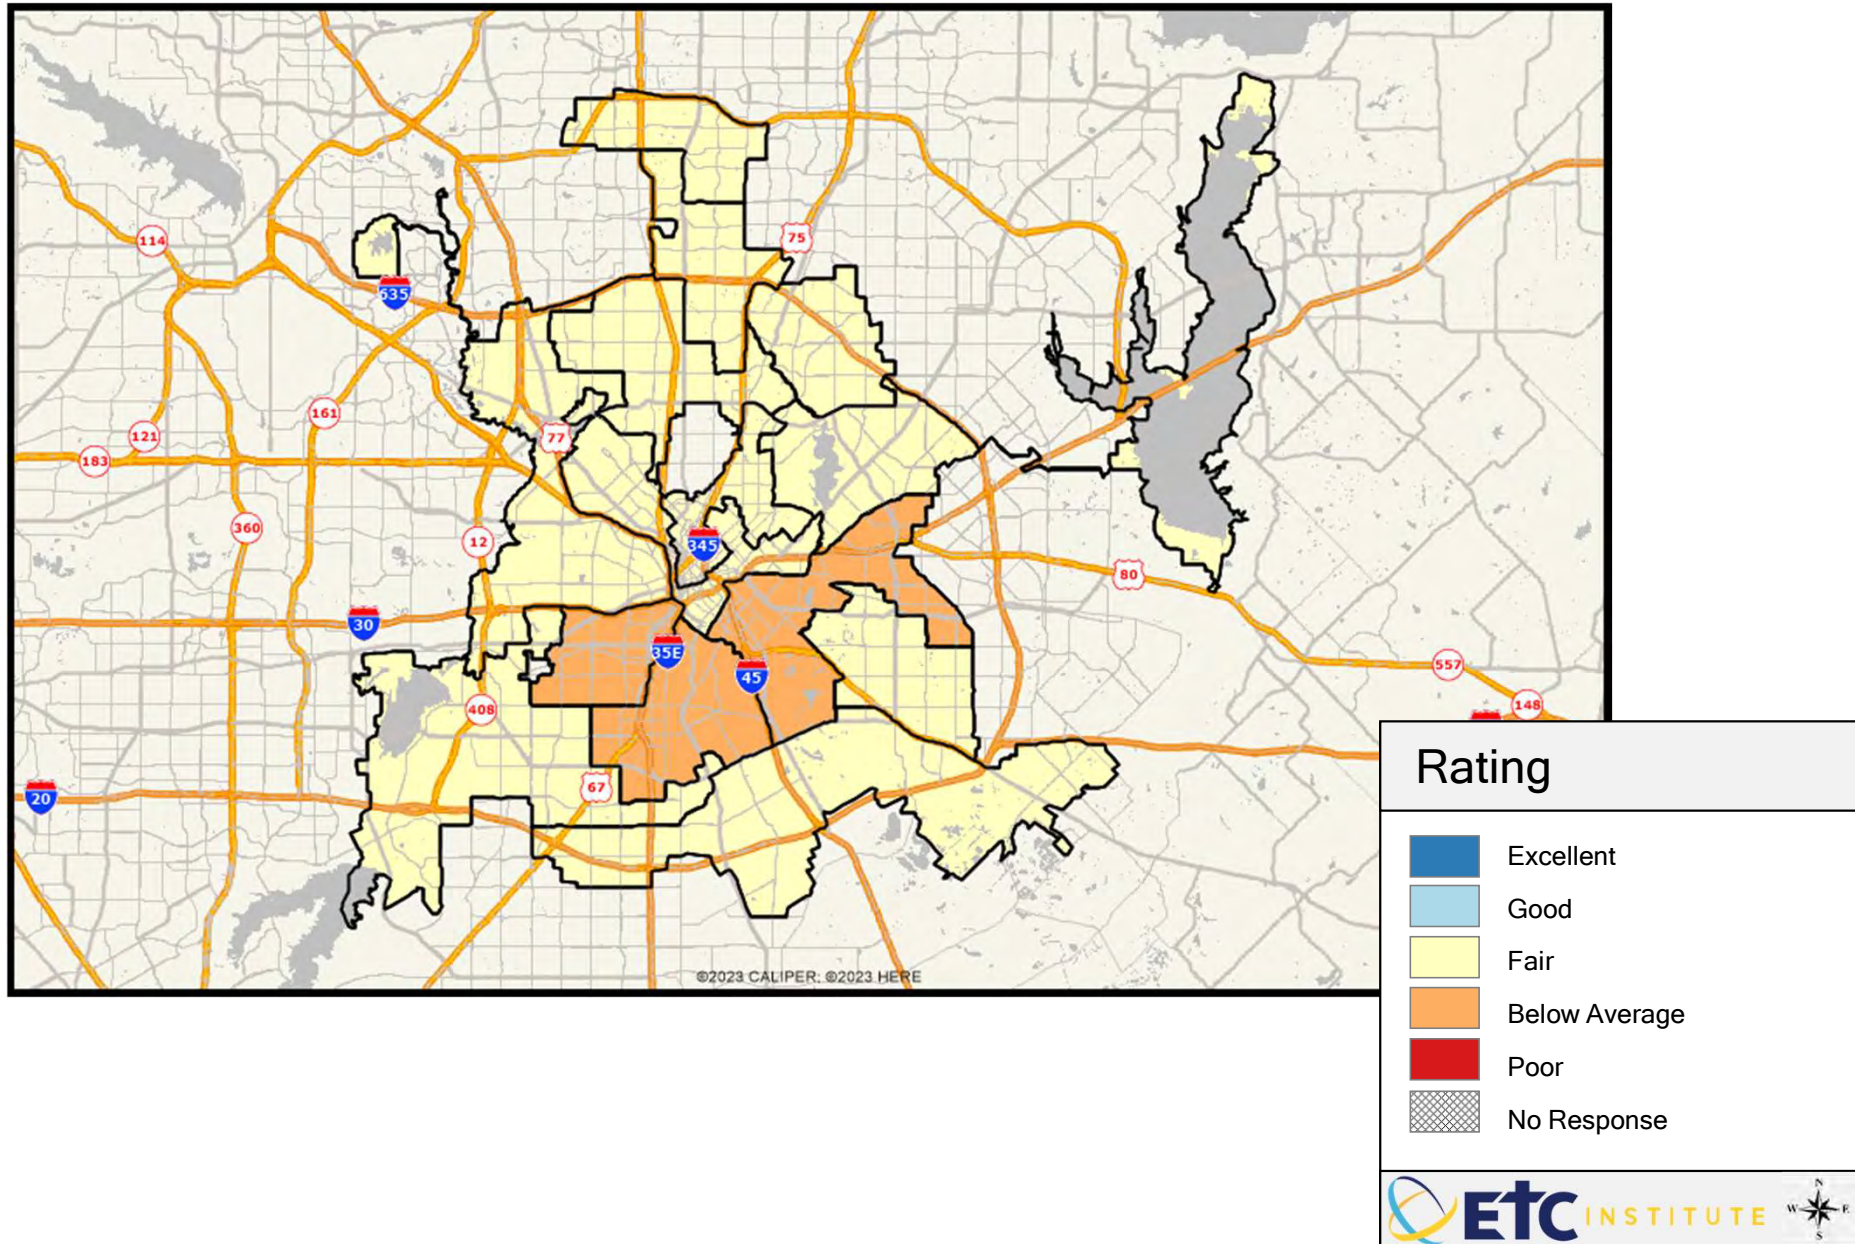 75
114
635
161
77
121
183
360
12
345
80
30
35E
45
557
408
148
67
20
©2023 CALIPER; ©2023 HERE
Rating
Excellent
Good
Fair
Below Average
Poor
No Response
N
W E
S
ETC INSTITUTE